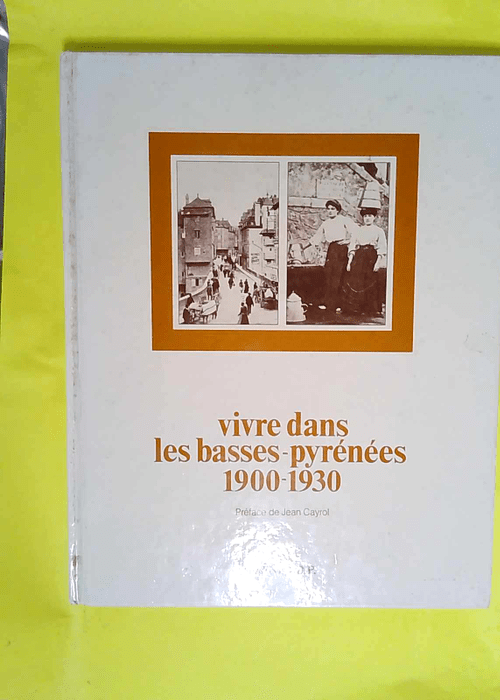 vivre dans
les basses-pyrénées
1900-1930
Préface de Jean Cayrol